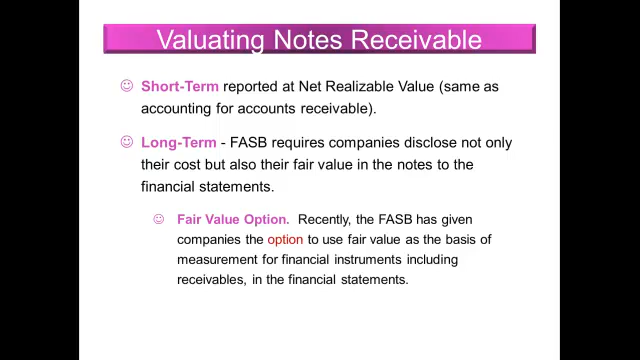 Valuating Notes Receivable
Short-Term reported at Net Realizable Value (same as
accounting for accounts receivable).
Long-Term - FASB requires companies disclose not only
their cost but also their fair value in the notes to the
financial statements.
Fair Value Option. Recently, the FASB has given
companies the option to use fair value as the basis of
measurement for financial instruments including
receivables, in the financial statements.